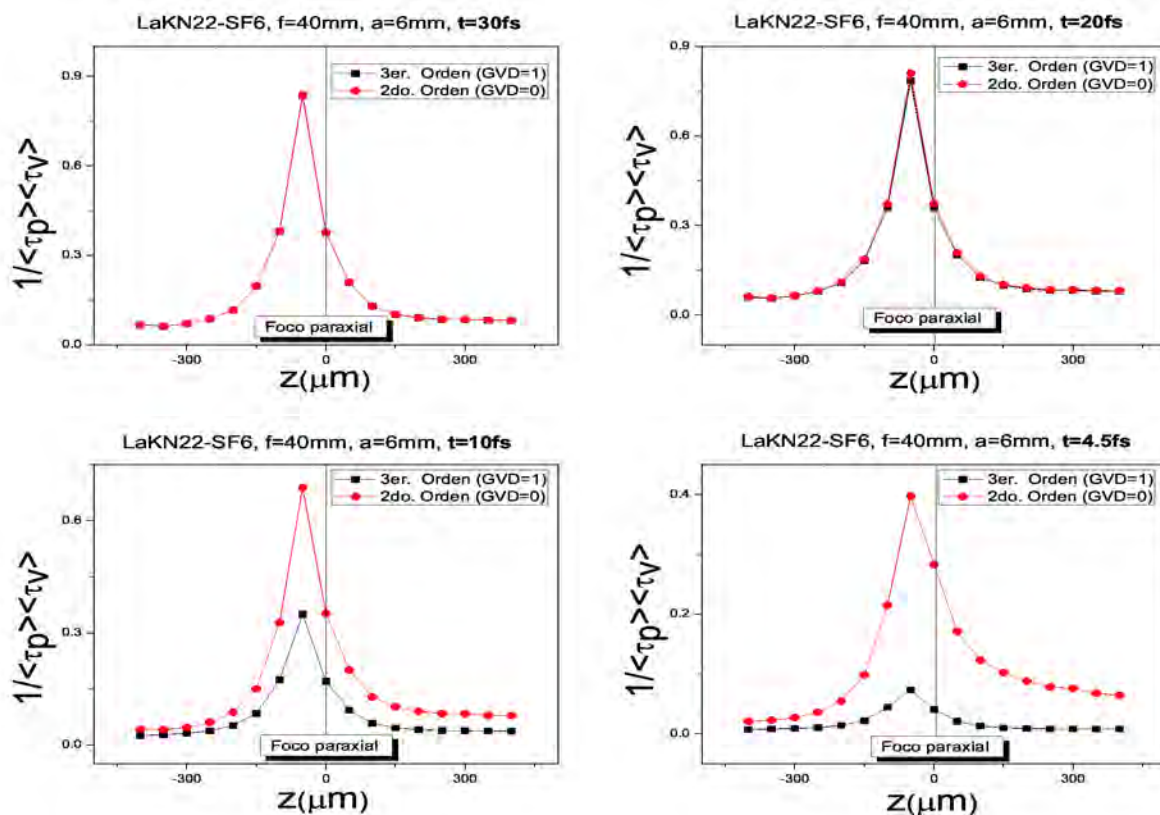 LaKN22-SF6, f=40mm, a=6mm, t=30fs
3er. Orden (GVD=1)
2do. Orden (GVD=0)
1/<τp><τv>
0.9
0.6
0.3
0.0
Foco paraxial
-300
0
300
z(μm)
LaKN22-SF6, f=40mm, a=6mm, t=20fs
3er. Orden (GVD=1)
2do. Orden (GVD=0)
1/<τp><τv>
0.9
0.6
0.3
0.0
Foco paraxial
-300
0
300
z(μm)
LaKN22-SF6, f=40mm, a=6mm, t=10fs
3er. Orden (GVD=1)
2do. Orden (GVD=0)
1/<τp><τv>
0.6
0.3
0.0
Foco paraxial
-300
0
300
z(μm)
LaKN22-SF6, f=40mm, a=6mm, t=4.5fs
3er. Orden (GVD=1)
2do. Orden (GVD=0)
1/<τp><τv>
0.4
0.2
0.0
Foco paraxial
-300
0
300
z(μm)